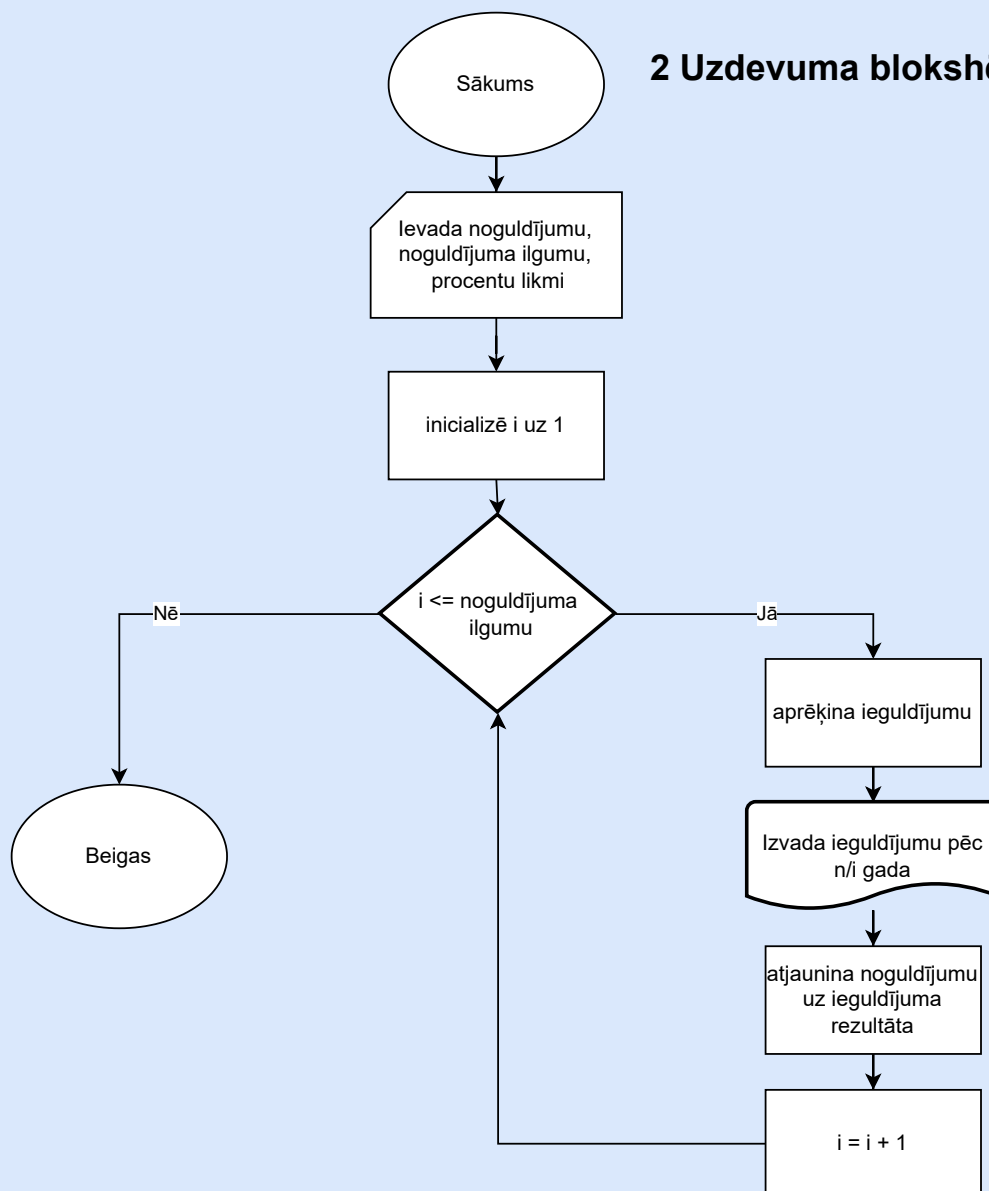 Sākums
2 Uzdevuma blokshē
Ievada noguldījumu,
noguldījuma ilgumu,
procentu likmi
inicializē i uz 1
i <= noguldījuma
ilgumu
Nē
Jā
aprēķina ieguldījumu
Izvada ieguldījumu pēc
n/i gada
Beigas
atjaunina noguldījumu
uz ieguldījuma
rezultāta
i = i + 1